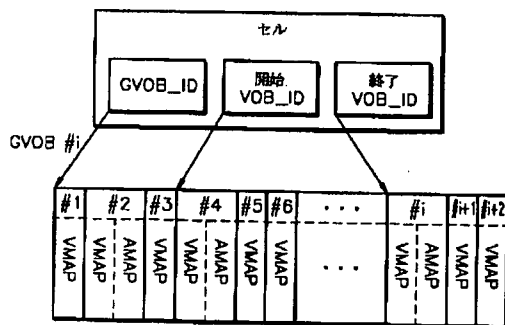 セル
GVOB_ID
開始
VOB_ID
終了
VOB_ID
GVOB #i
#1 #2 #3 #4 #5 #6 ・・・ #i #i+1 #i+2
VMAP VMAP AMAP VMAP VMAP AMAP VMAP VMAP ・・・ VMAP AMAP VMAP VMAP